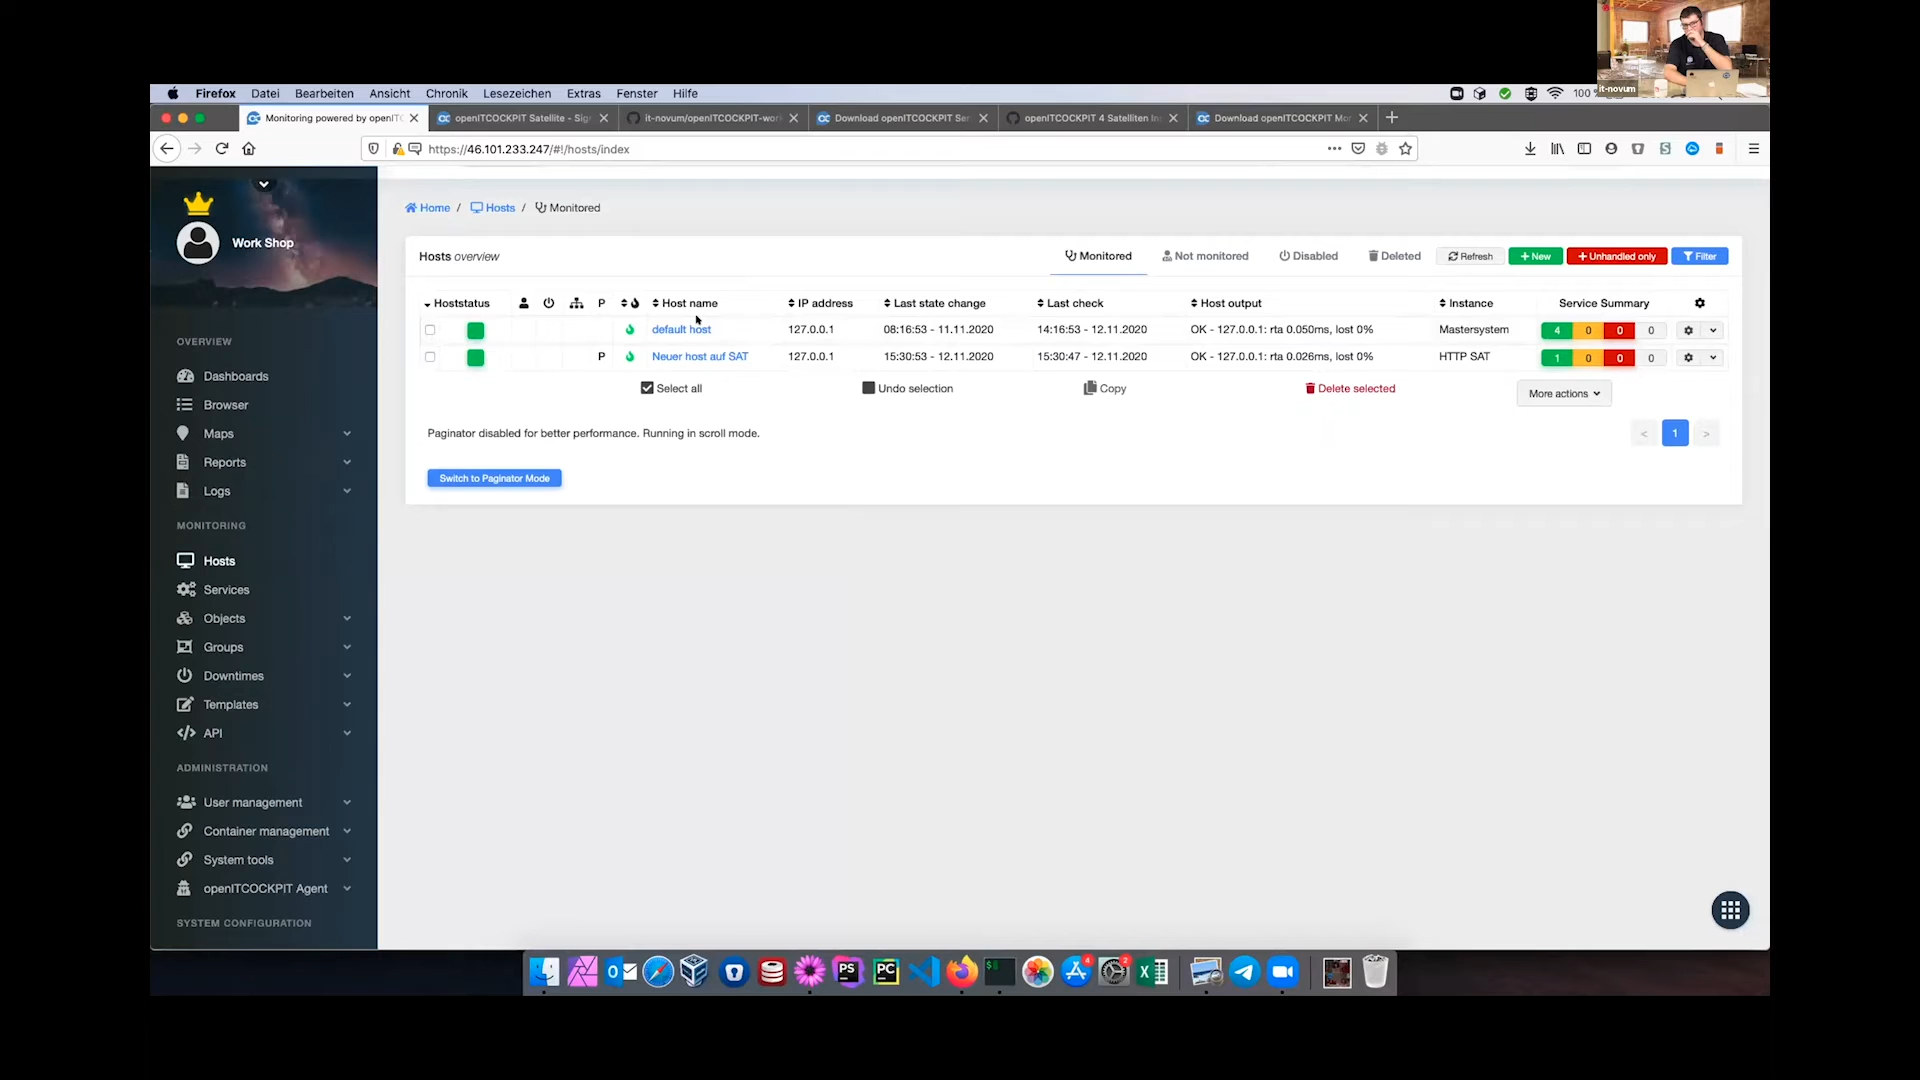 it-novum
Firefox Datei Bearbeiten Ansicht Chronik Lesezeichen Extras Fenster Hilfe
100
Monitoring powered by openITC
openITCOCKPIT Satellite - Sig
it-novum/openITCOCKPIT-wor
Download openITCOCKPIT Ser
openITCOCKPIT 4 Satelliten In
Download openITCOCKPIT Mor
https://46.101.233.247/#!/hosts/index
Work Shop
OVERVIEW
Dashboards
Browser
Maps
Reports
Logs
MONITORING
Hosts
Services
Objects
Groups
Downtimes
Templates
API
ADMINISTRATION
User management
Container management
System tools
openITCOCKPIT Agent
SYSTEM CONFIGURATION
Home / Hosts / Monitored
Hosts overview
Monitored Not monitored Disabled Deleted Refresh + New + Unhandled only Filter
Hoststatus P Host name IP address Last state change Last check Host output Instance Service Summary
default host 127.0.0.1 08:16:53 - 11.11.2020 14:16:53 - 12.11.2020 OK - 127.0.0.1: rta 0.050ms, lost 0% Mastersystem 4 0 0 0
P Neuer host auf SAT 127.0.0.1 15:30:53 - 12.11.2020 15:30:47 - 12.11.2020 OK - 127.0.0.1: rta 0.026ms, lost 0% HTTP SAT 1 0 0 0
Select all Undo selection Copy Delete selected More actions
Paginator disabled for better performance. Running in scroll mode.
< 1 >
Switch to Paginator Mode
PS PC 4 2